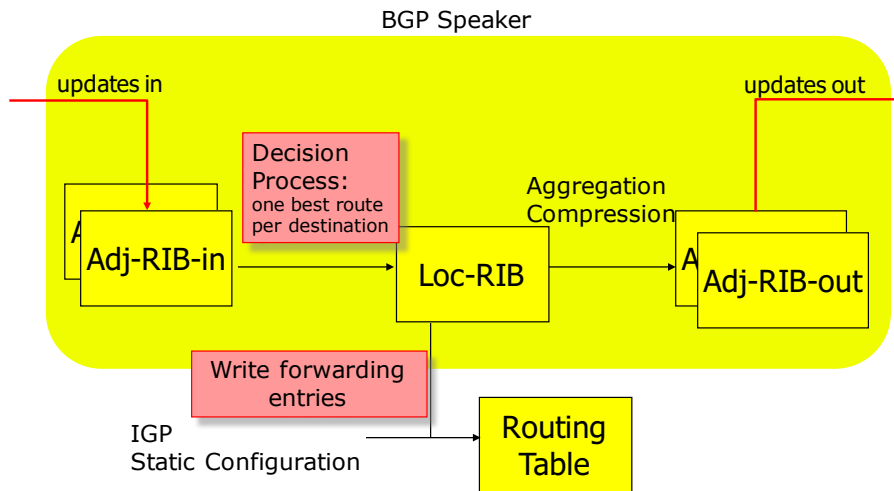 BGP Speaker
updates in
updates out
Decision
Process:
one best route
per destination
Aggregation
Compression
A
Adj-RIB-in
Loc-RIB
A
Adj-RIB-out
Write forwarding
entries
IGP
Static Configuration
Routing
Table